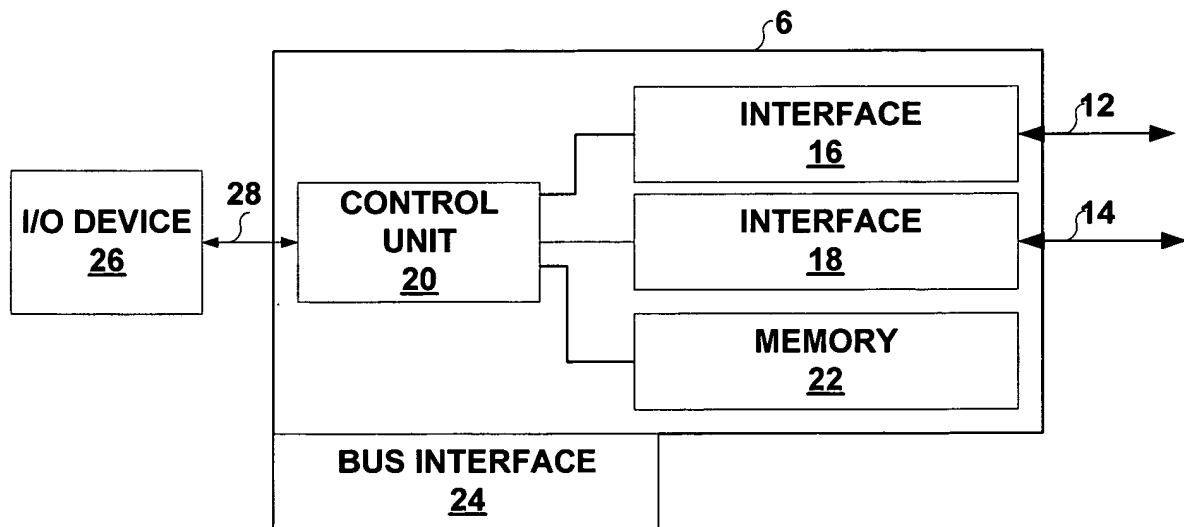 6
INTERFACE
16
12
I/O DEVICE
26
28
CONTROL
UNIT
20
INTERFACE
18
14
MEMORY
22
BUS INTERFACE
24